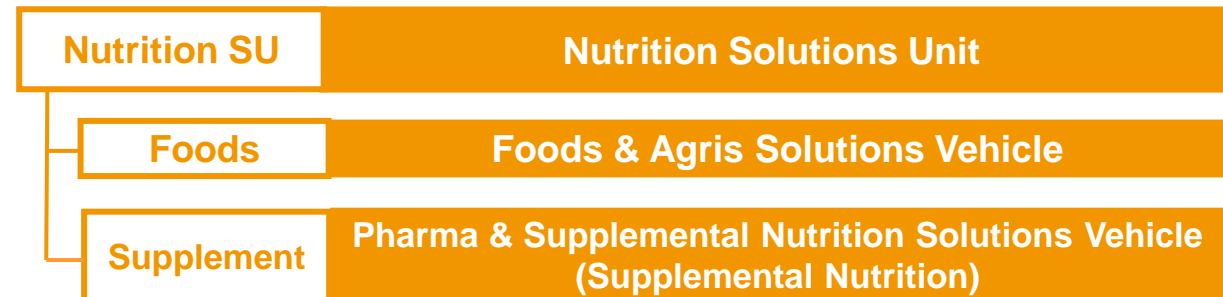 Nutrition SU
Nutrition Solutions Unit
Foods
Foods & Agris Solutions Vehicle
Supplement
Pharma & Supplemental Nutrition Solutions Vehicle
(Supplemental Nutrition)